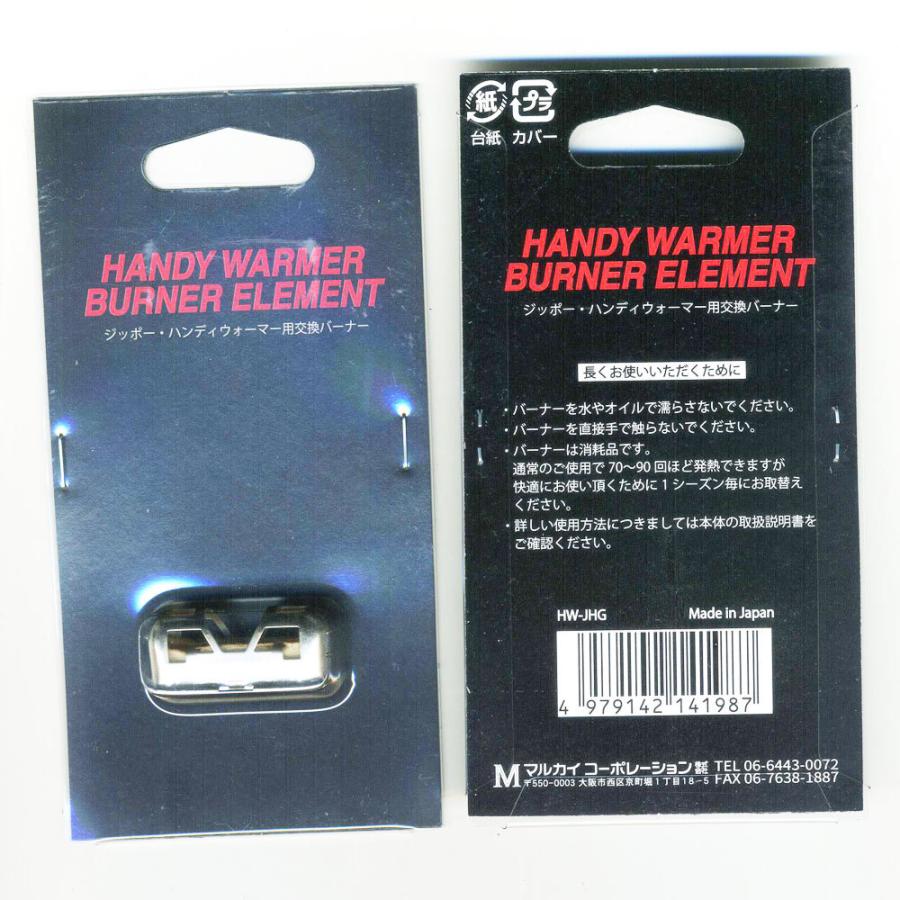 HANDY WARMER
BURNER ELEMENT
ジッポー・ハンディウォーマー用交換バーナー
紙 プラ
台紙 カバー
HANDY WARMER
BURNER ELEMENT
ジッポー・ハンディウォーマー用交換バーナー
長くお使いいただくために
・バーナーを水やオイルで濡らさないでください。
・バーナーを直接手で触らないでください。
・バーナーは消耗品です。
通常のご使用で70〜90回ほど発熱できますが
快適にお使い頂くために1シーズン毎にお取替え
ください。
・詳しい使用方法につきましては本体の取扱説明書を
ご確認ください。
HW-JHG Made in Japan
4 979142 141987
M マルカイ コーポレーション 株式会社 TEL 06-6443-0072
〒550-0003 大阪市西区京町堀1丁目18-5 FAX 06-7638-1887